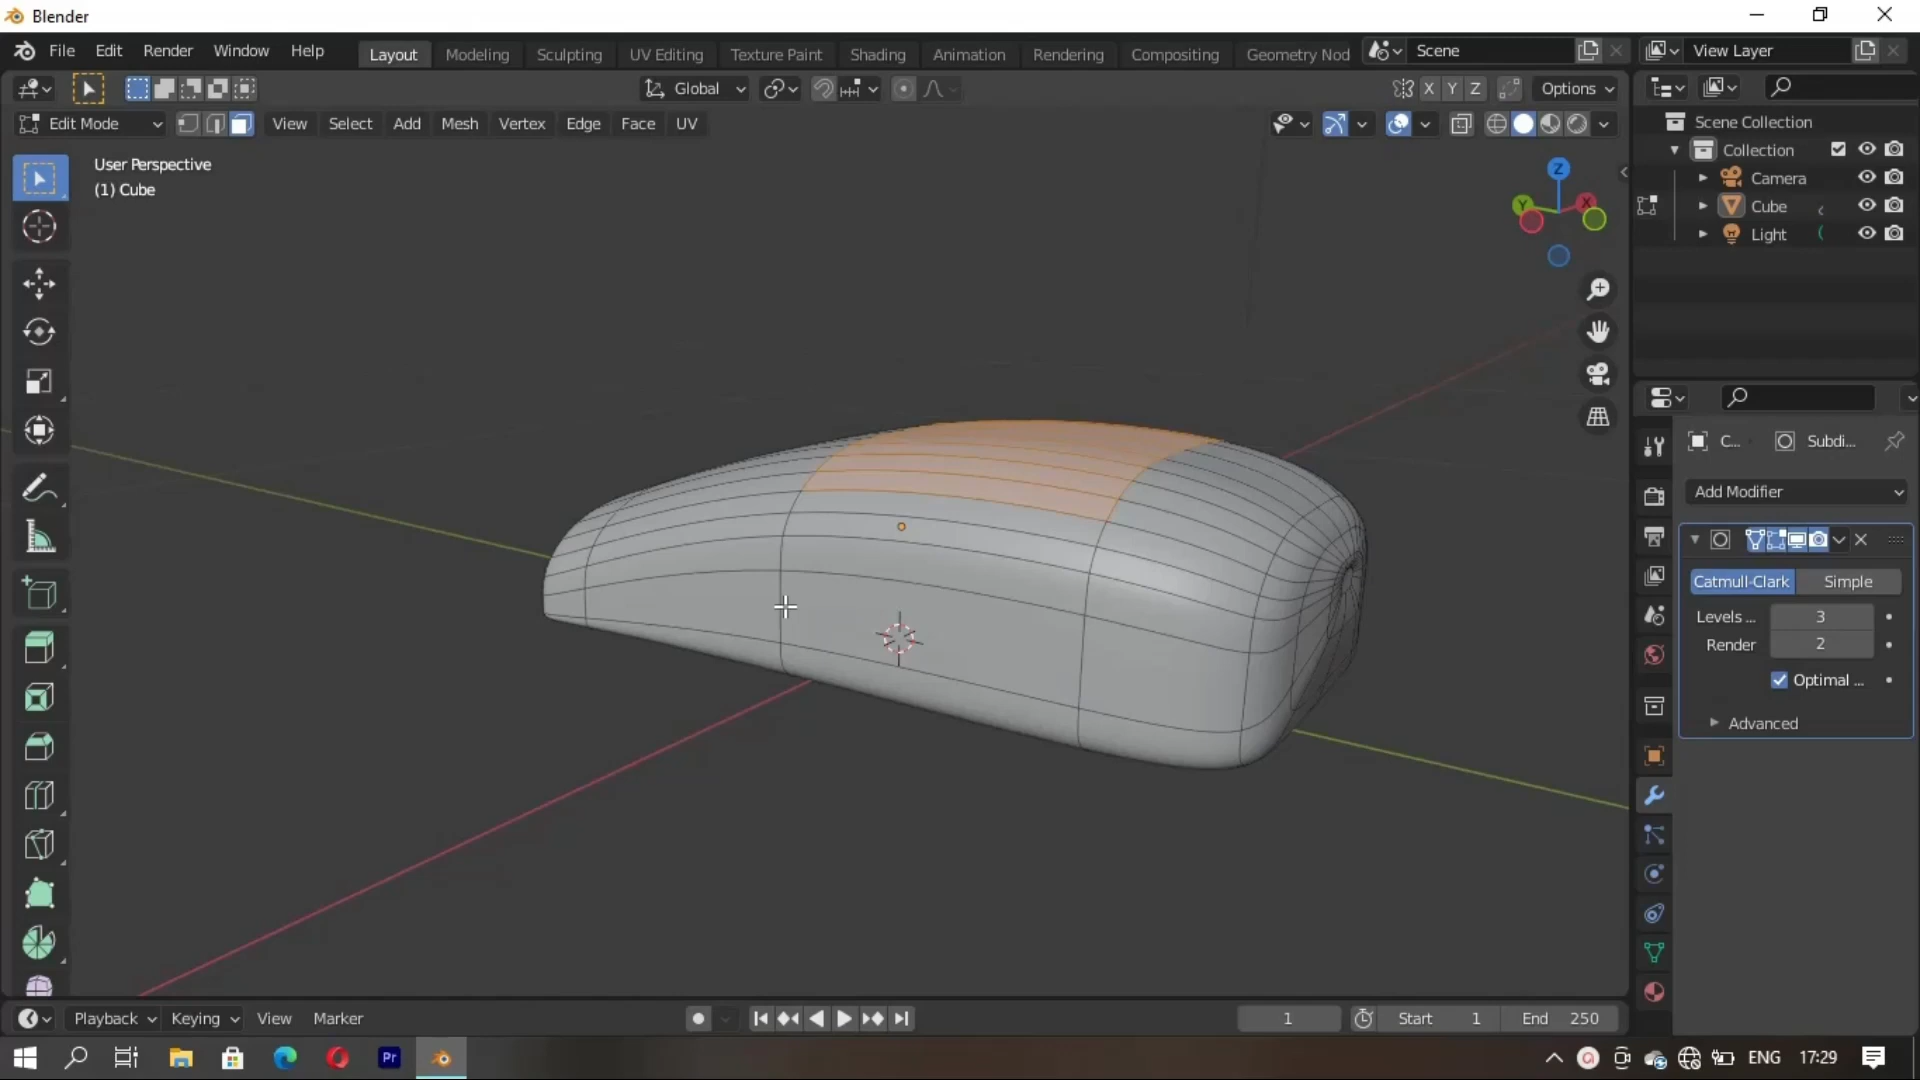 Blender
File Edit Render Window Help Layout Modeling Sculpting UV Editing Texture Paint Shading Animation Rendering Compositing Geometry Nod Scene View Layer
Global X Y Z Options
Edit Mode View Select Add Mesh Vertex Edge Face UV
User Perspective
(1) Cube
Z
Y X
Scene Collection
Collection
Camera
Cube
Light
C... Subdi...
Add Modifier
Catmull-Clark Simple
Levels ... 3
Render 2
Optimal ...
Advanced
Playback Keying View Marker 1 Start 1 End 250
Pr ENG 17:29